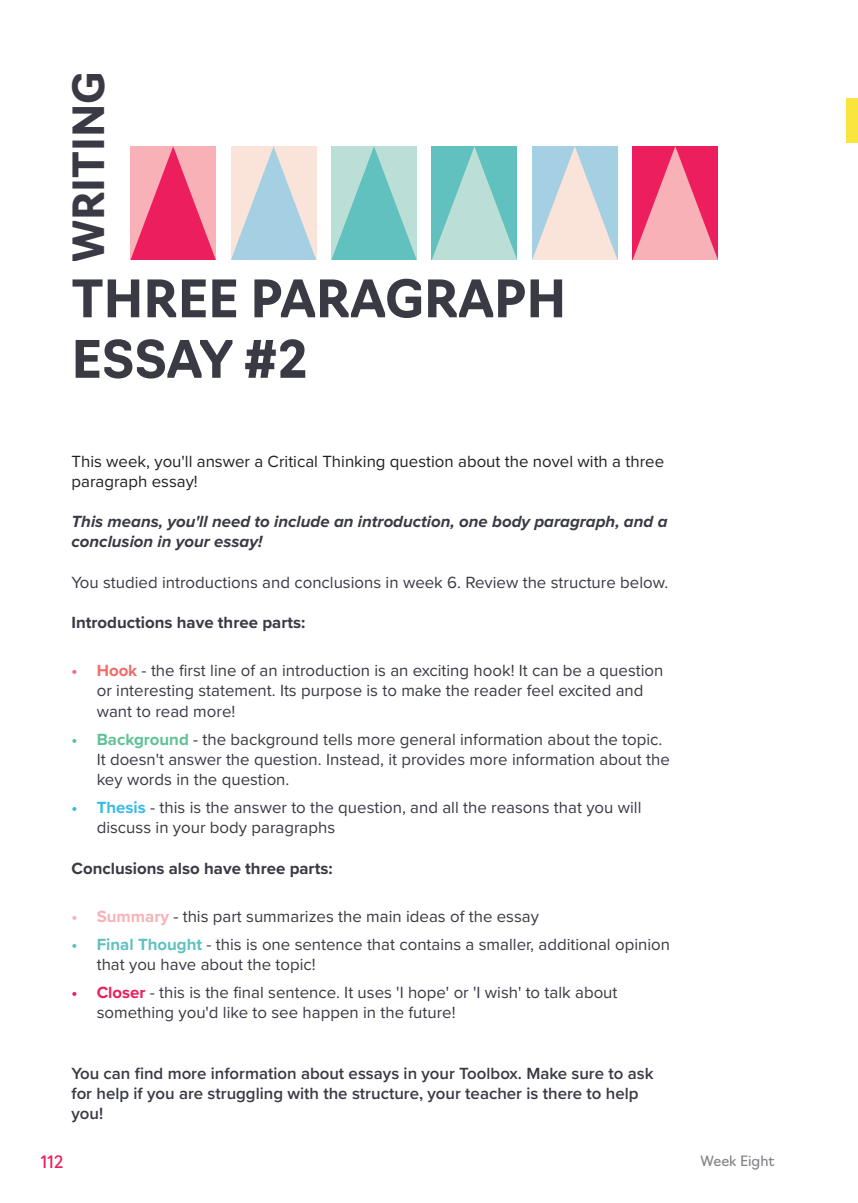 WRITING
THREE PARAGRAPH
ESSAY #2
This week, you'll answer a Critical Thinking question about the novel with a three
paragraph essay!
This means, you'll need to include an introduction, one body paragraph, and a
conclusion in your essay!
You studied introductions and conclusions in week 6. Review the structure below.
Introductions have three parts:
• Hook - the first line of an introduction is an exciting hook! It can be a question
or interesting statement. Its purpose is to make the reader feel excited and
want to read more!
• Background - the background tells more general information about the topic.
It doesn't answer the question. Instead, it provides more information about the
key words in the question.
• Thesis - this is the answer to the question, and all the reasons that you will
discuss in your body paragraphs
Conclusions also have three parts:
• Summary - this part summarizes the main ideas of the essay
• Final Thought - this is one sentence that contains a smaller, additional opinion
that you have about the topic!
• Closer - this is the final sentence. It uses 'I hope' or 'I wish' to talk about
something you'd like to see happen in the future!
You can find more information about essays in your Toolbox. Make sure to ask
for help if you are struggling with the structure, your teacher is there to help
you!
112
Week Eight